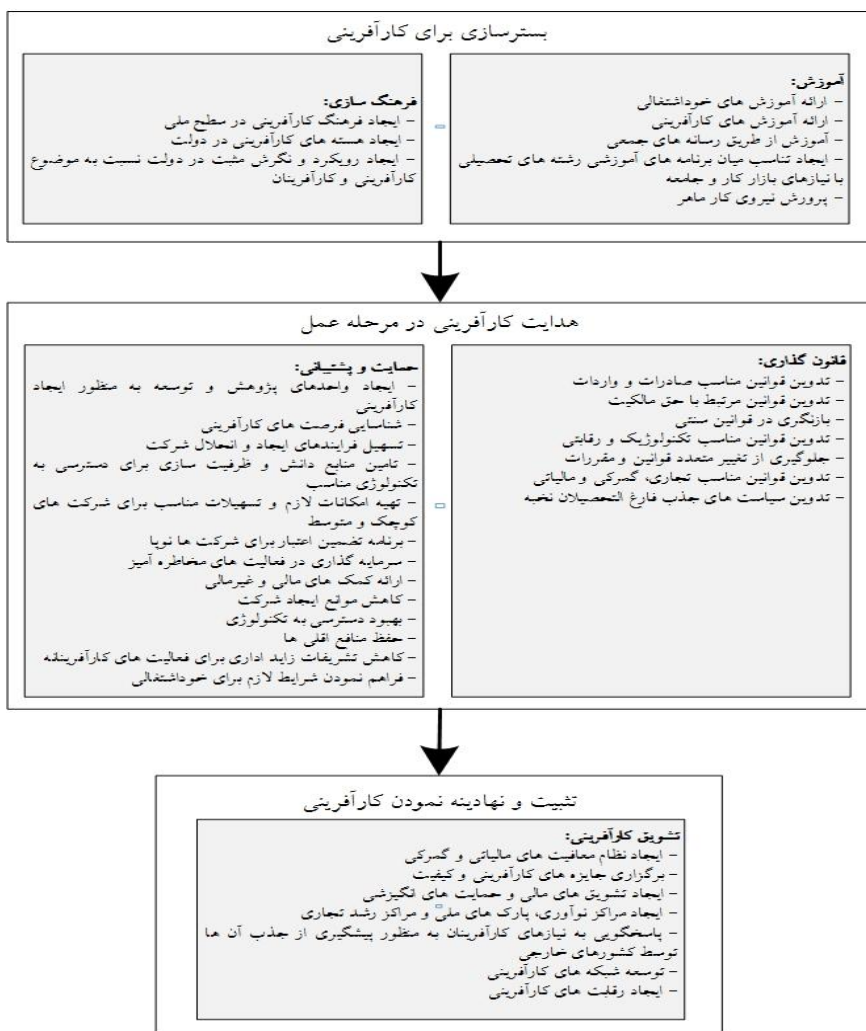 بسترسازی برای کارآفرینی
آموزش:
– ارائه آموزش های خوداشتغالی
– ارائه آموزش های کارآفرینی
– آموزش از طریق رسانه های جمعی
– ایجاد تناسب میان برنامه های آموزشی رشته های تحصیلی
با نیازهای بازار کار و جامعه
– پرورش نیروی کار ماهر
فرهنگ سازی:
– ایجاد فرهنگ کارآفرینی در سطح ملی
– ایجاد هسته های کارآفرینی در دولت
– ایجاد رویکرد و نگرش مثبت در دولت نسبت به موضوع
کارآفرینی و کارآفرینان
هدایت کارآفرینی در مرحله عمل
قانون گذاری:
– تدوین قوانین مناسب صادرات و واردات
– تدوین قوانین مرتبط با حق مالکیت
– بازنگری در قوانین سنتی
– تدوین قوانین مناسب تکنولوژیک و رقابتی
– جلوگیری از تغییر متعدد قوانین و مقررات
– تدوین قوانین مناسب تجاری، گمرکی و مالیاتی
– تدوین سیاست های جذب فارغ التحصیلان نخبه
حمایت و پشتیبانی:
– ایجاد واحدهای پژوهش و توسعه به منظور ایجاد
کارآفرینی
– شناسایی فرصت های کارآفرینی
– تسهیل فرایندهای ایجاد و انحلال شرکت
– تامین منابع دانش و ظرفیت سازی برای دسترسی به
تکنولوژی مناسب
– تهیه امکانات لازم و تسهیلات مناسب برای شرکت های
کوچک و متوسط
– برنامه تضمین اعتبار برای شرکت ها نوپا
– سرمایه گذاری در فعالیت های مخاطره آمیز
– ارائه کمک های مالی و غیرمالی
– کاهش موانع ایجاد شرکت
– بهبود دسترسی به تکنولوژی
– حفظ منافع اقلی ها
– کاهش تشریفات زاید اداری برای فعالیت های کارآفرینانه
– فراهم نمودن شرایط لازم برای خوداشتغالی
تثبیت و نهادینه نمودن کارآفرینی
تشویق کارآفرینی:
– ایجاد نظام معافیت های مالیاتی و گمرکی
– برگزاری جایزه های کارآفرینی و کیفیت
– ایجاد تشویق های مالی و حمایت های انگیزشی
– ایجاد مراکز نوآوری، پارک های ملی و مراکز رشد تجاری
– پاسخگویی به نیازهای کارآفرینان به منظور پیشگیری از جذب آن ها
توسط کشورهای خارجی
– توسعه شبکه های کارآفرینی
– ایجاد رقابت های کارآفرینی